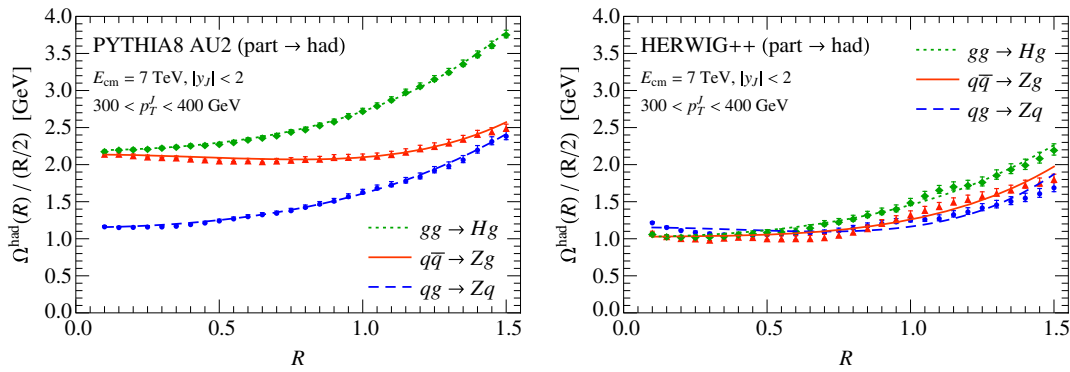 PYTHIA8 AU2 (part → had)
E_cm = 7 TeV, |y_J| < 2
300 < p_T^J < 400 GeV
gg → Hg
qq̅ → Zg
qg → Zq
Ω^had(R) / (R/2) [GeV]
4.0
3.5
3.0
2.5
2.0
1.5
1.0
0.5
0.0
0.0 0.5 1.0 1.5
R
HERWIG++ (part → had)
E_cm = 7 TeV, |y_J| < 2
300 < p_T^J < 400 GeV
gg → Hg
qq̅ → Zg
qg → Zq
Ω^had(R) / (R/2) [GeV]
4.0
3.5
3.0
2.5
2.0
1.5
1.0
0.5
0.0
0.0 0.5 1.0 1.5
R